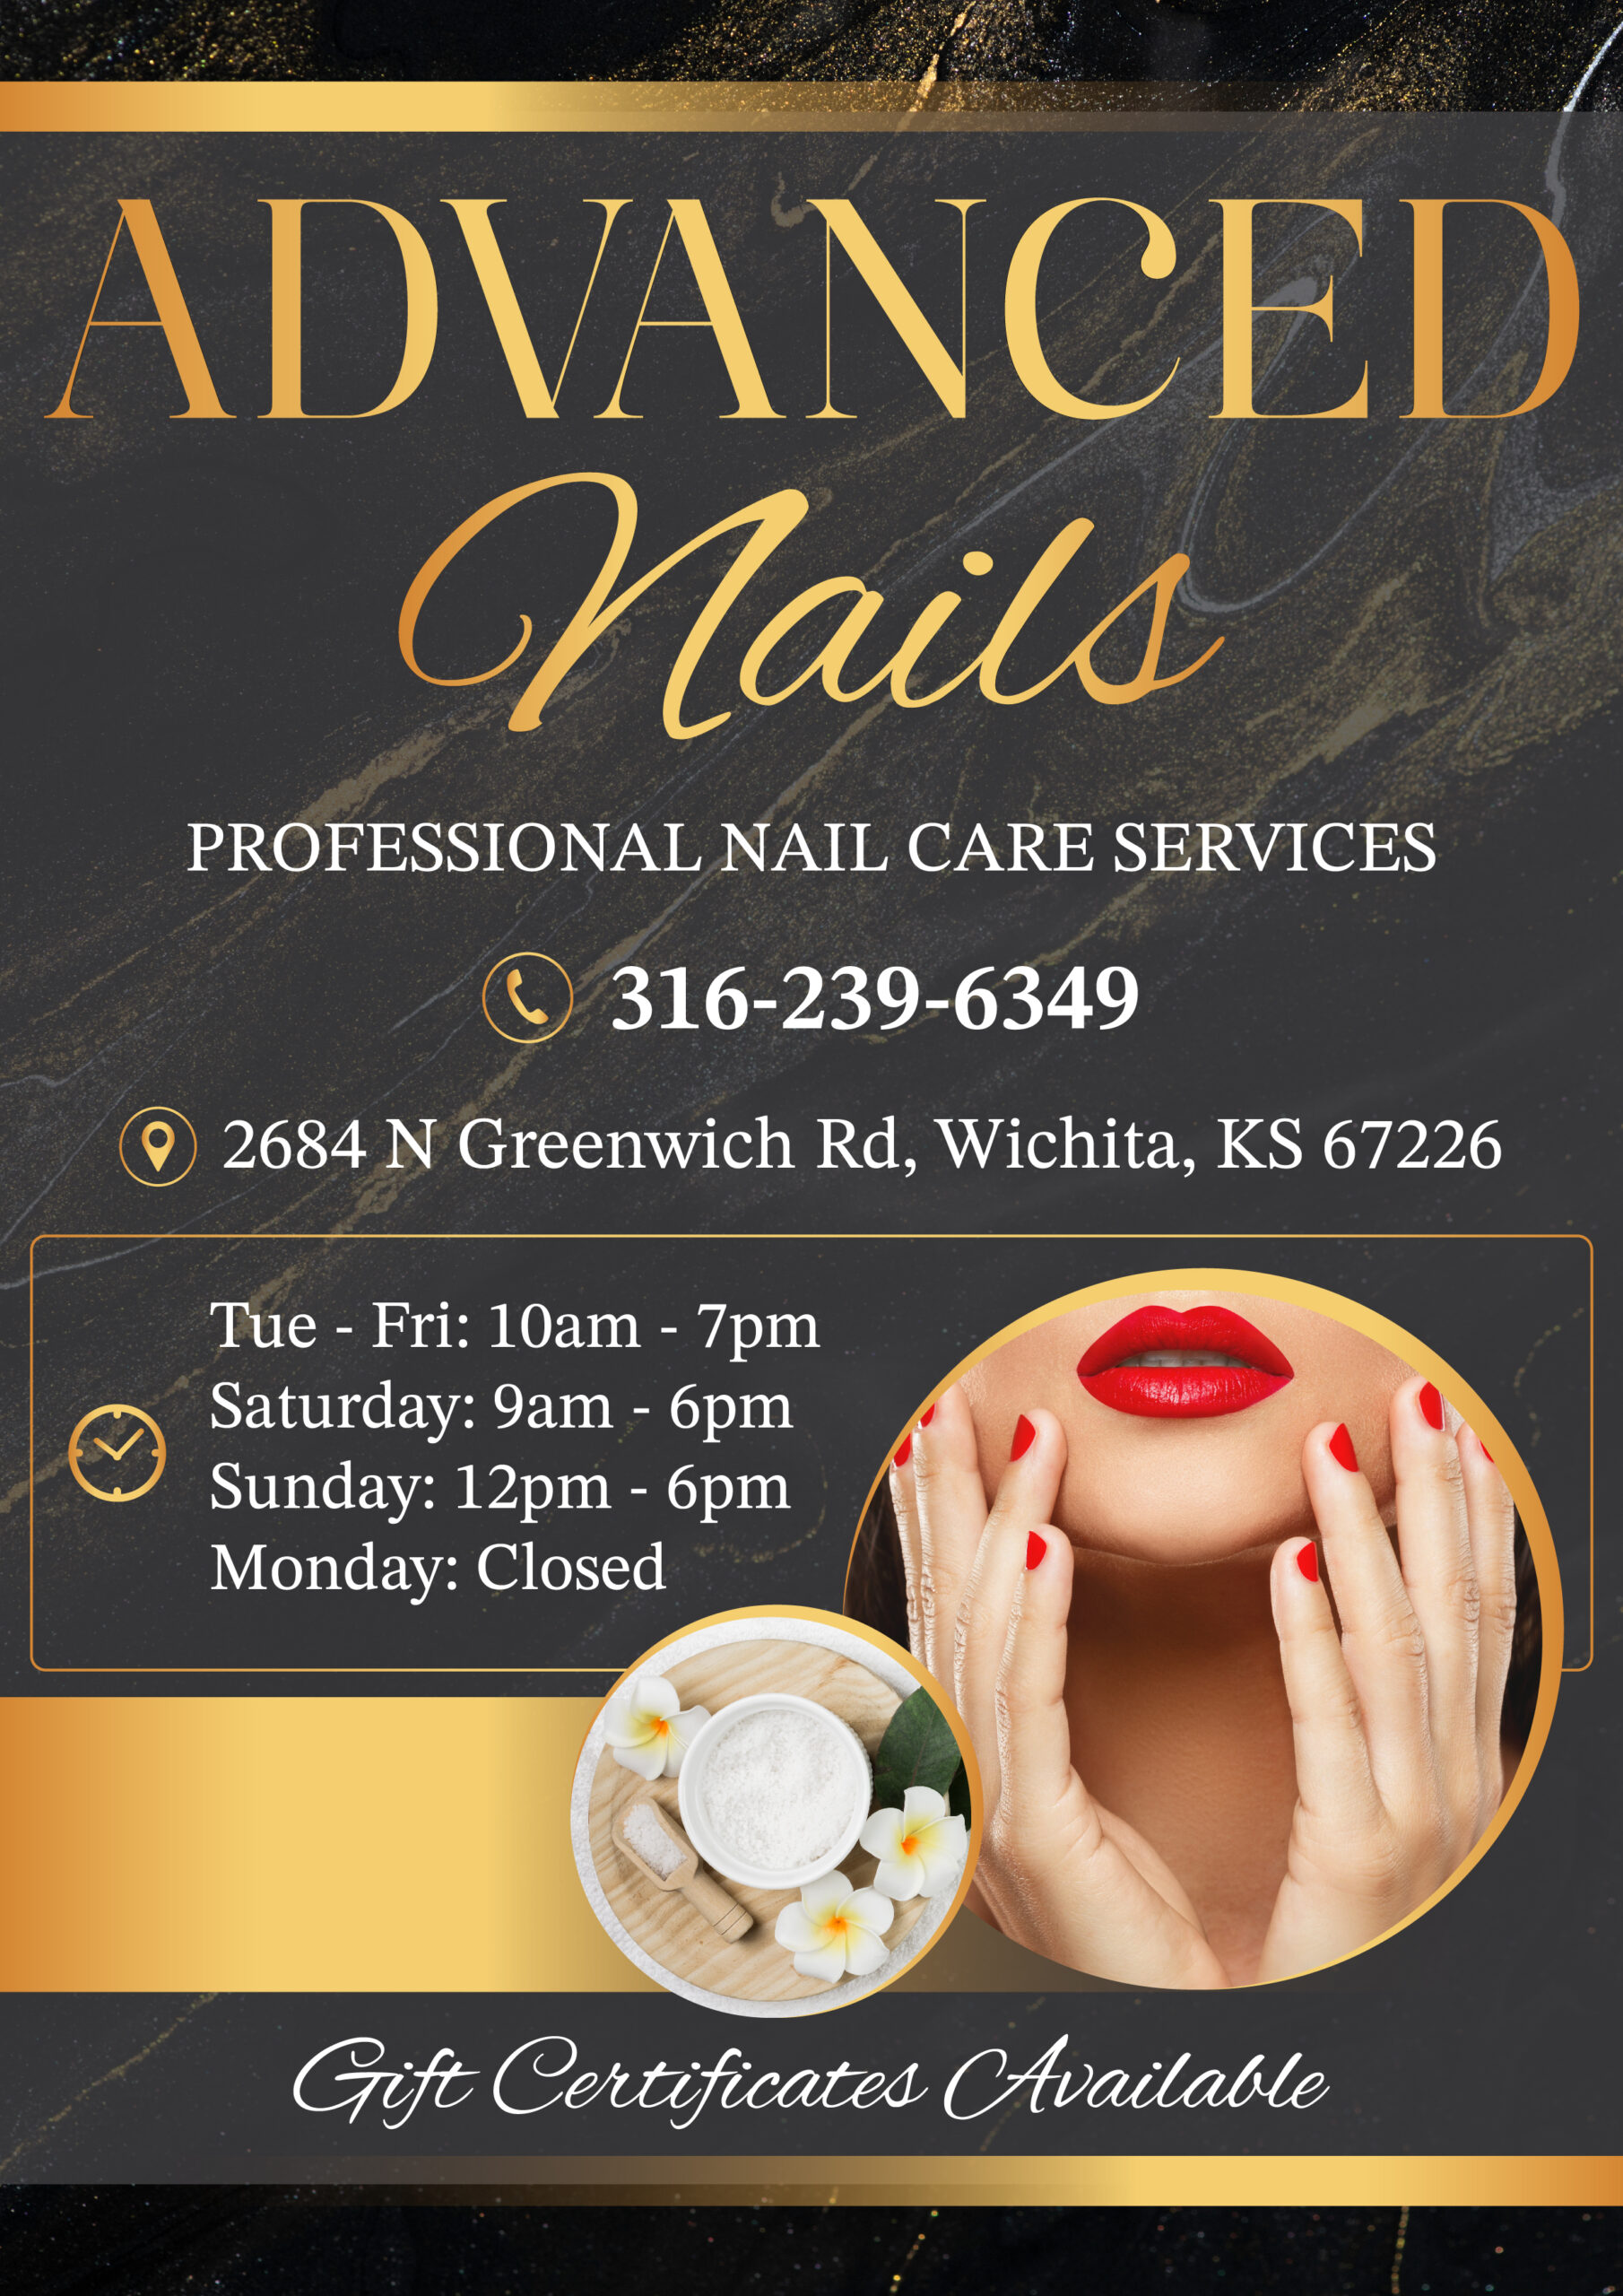 ADVANCED
Nails
PROFESSIONAL NAIL CARE SERVICES
316-239-6349
2684 N Greenwich Rd, Wichita, KS 67226
Tue - Fri: 10am - 7pm
Saturday: 9am - 6pm
Sunday: 12pm - 6pm
Monday: Closed
Gift Certificates Available